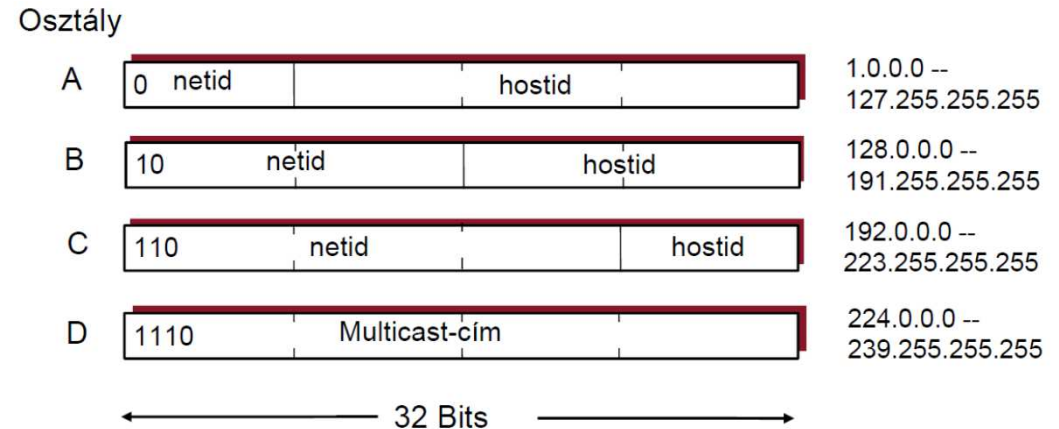 Osztály
A 0 netid hostid 1.0.0.0 --
127.255.255.255
B 10 netid hostid 128.0.0.0 --
191.255.255.255
C 110 netid hostid 192.0.0.0 --
223.255.255.255
D 1110 Multicast-cím 224.0.0.0 --
239.255.255.255
32 Bits